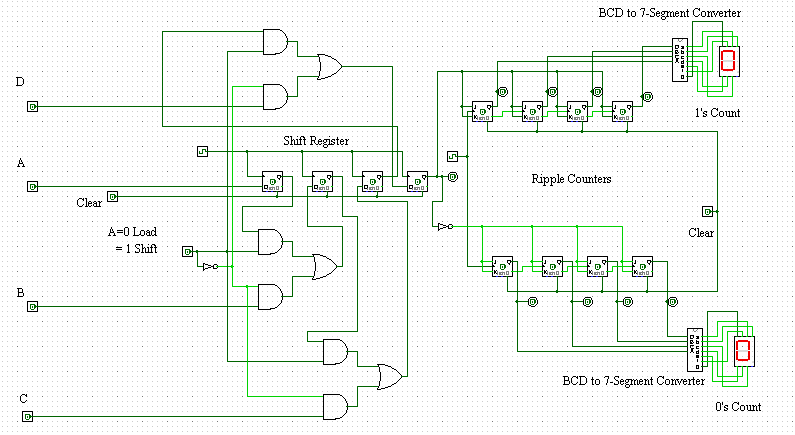 BCD to 7-Segment Converter
D
1's Count
Shift Register
A
Ripple Counters
Clear
Clear
A=0 Load
= 1 Shift
B
BCD to 7-Segment Converter
C
0's Count